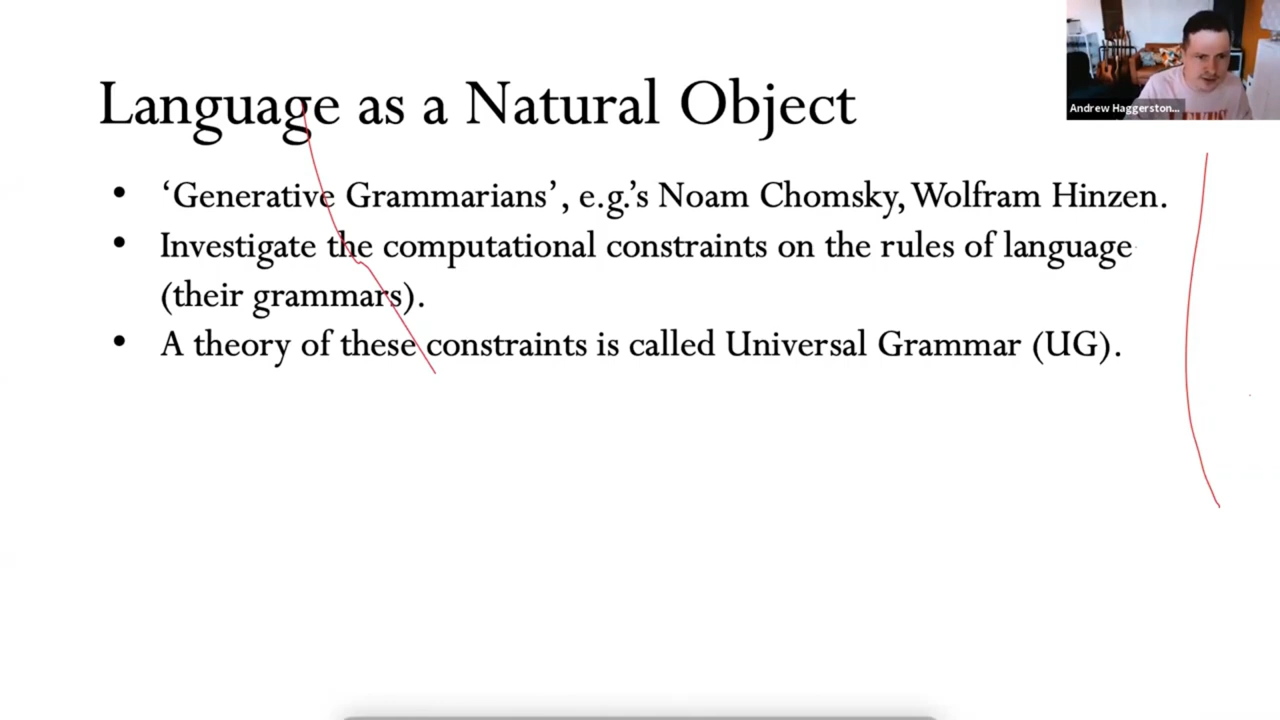 Language as a Natural Object
Andrew Haggerston...
• ‘Generative Grammarians’, e.g.’s Noam Chomsky, Wolfram Hinzen.
• Investigate the computational constraints on the rules of language
(their grammars).
• A theory of these constraints is called Universal Grammar (UG).